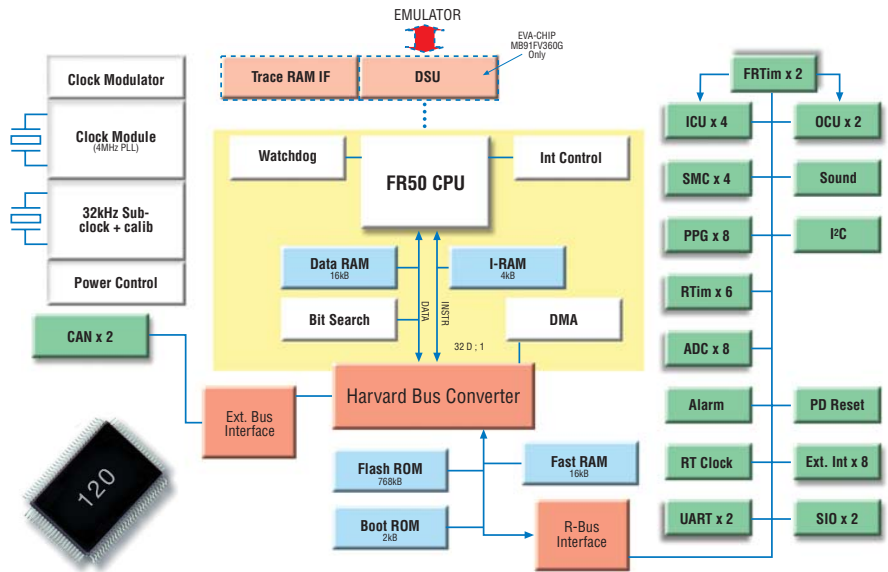 EMULATOR
EVA-CHIP
MB91FV360G
Only
Trace RAM IF
DSU
Clock Modulator
Clock Module
(4MHz PLL)
32kHz Sub-
clock + calib
Power Control
CAN x 2
Watchdog
FR50 CPU
Int Control
Data RAM
16kB
I-RAM
4kB
Bit Search
DATA
INSTR
DMA
32 D ; 1
Harvard Bus Converter
Ext. Bus
Interface
Flash ROM
768kB
Fast RAM
16kB
Boot ROM
2kB
R-Bus
Interface
FRTim x 2
ICU x 4
OCU x 2
SMC x 4
Sound
PPG x 8
I²C
RTim x 6
ADC x 8
Alarm
PD Reset
RT Clock
Ext. Int x 8
UART x 2
SIO x 2
120